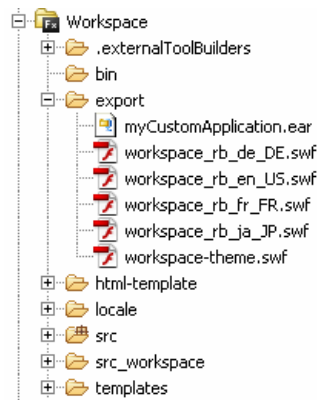 Workspace
.externalToolBuilders
bin
export
myCustomApplication.ear
workspace_rb_de_DE.swf
workspace_rb_en_US.swf
workspace_rb_fr_FR.swf
workspace_rb_ja_JP.swf
workspace-theme.swf
html-template
locale
src
src_workspace
templates